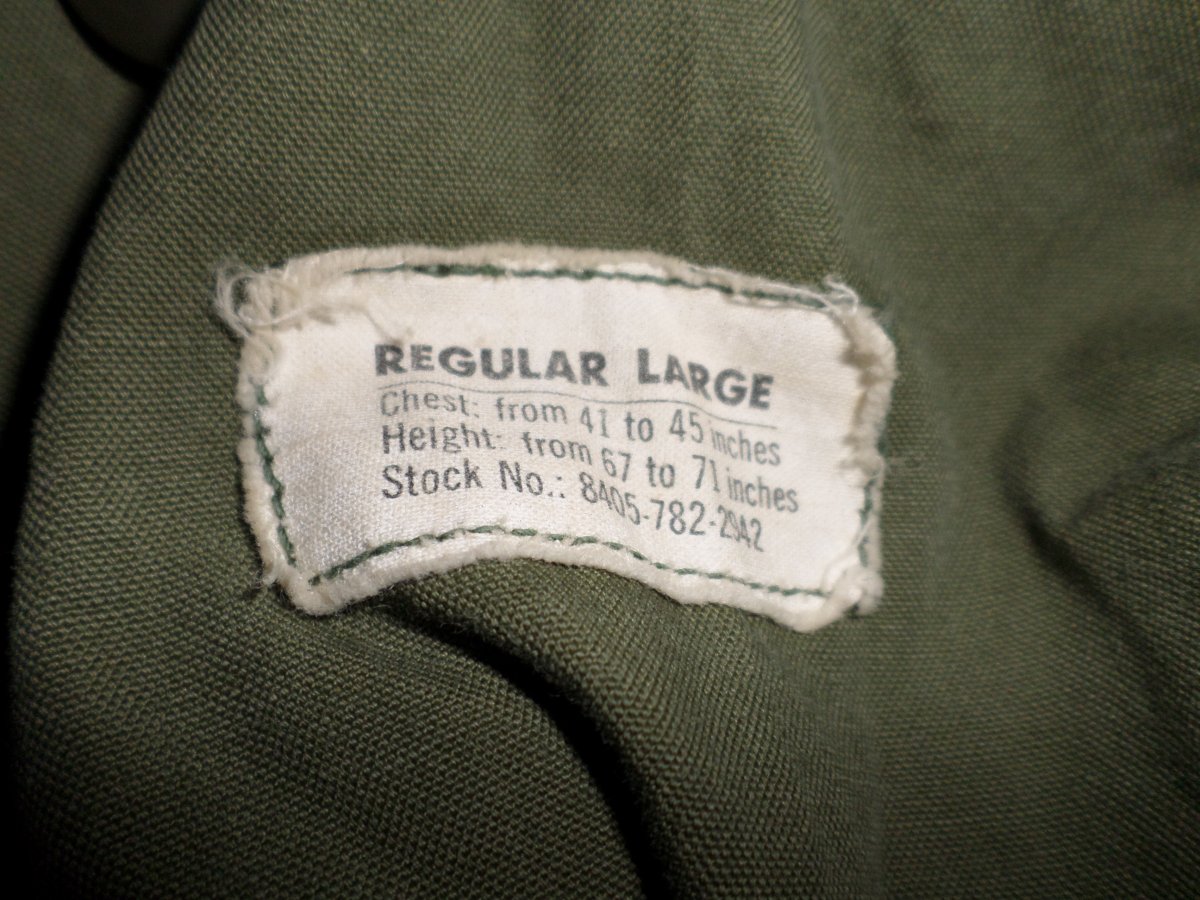 REGULAR LARGE
Chest: from 41 to 45 inches
Height: from 67 to 71 inches
Stock No.: 8405-782-2942